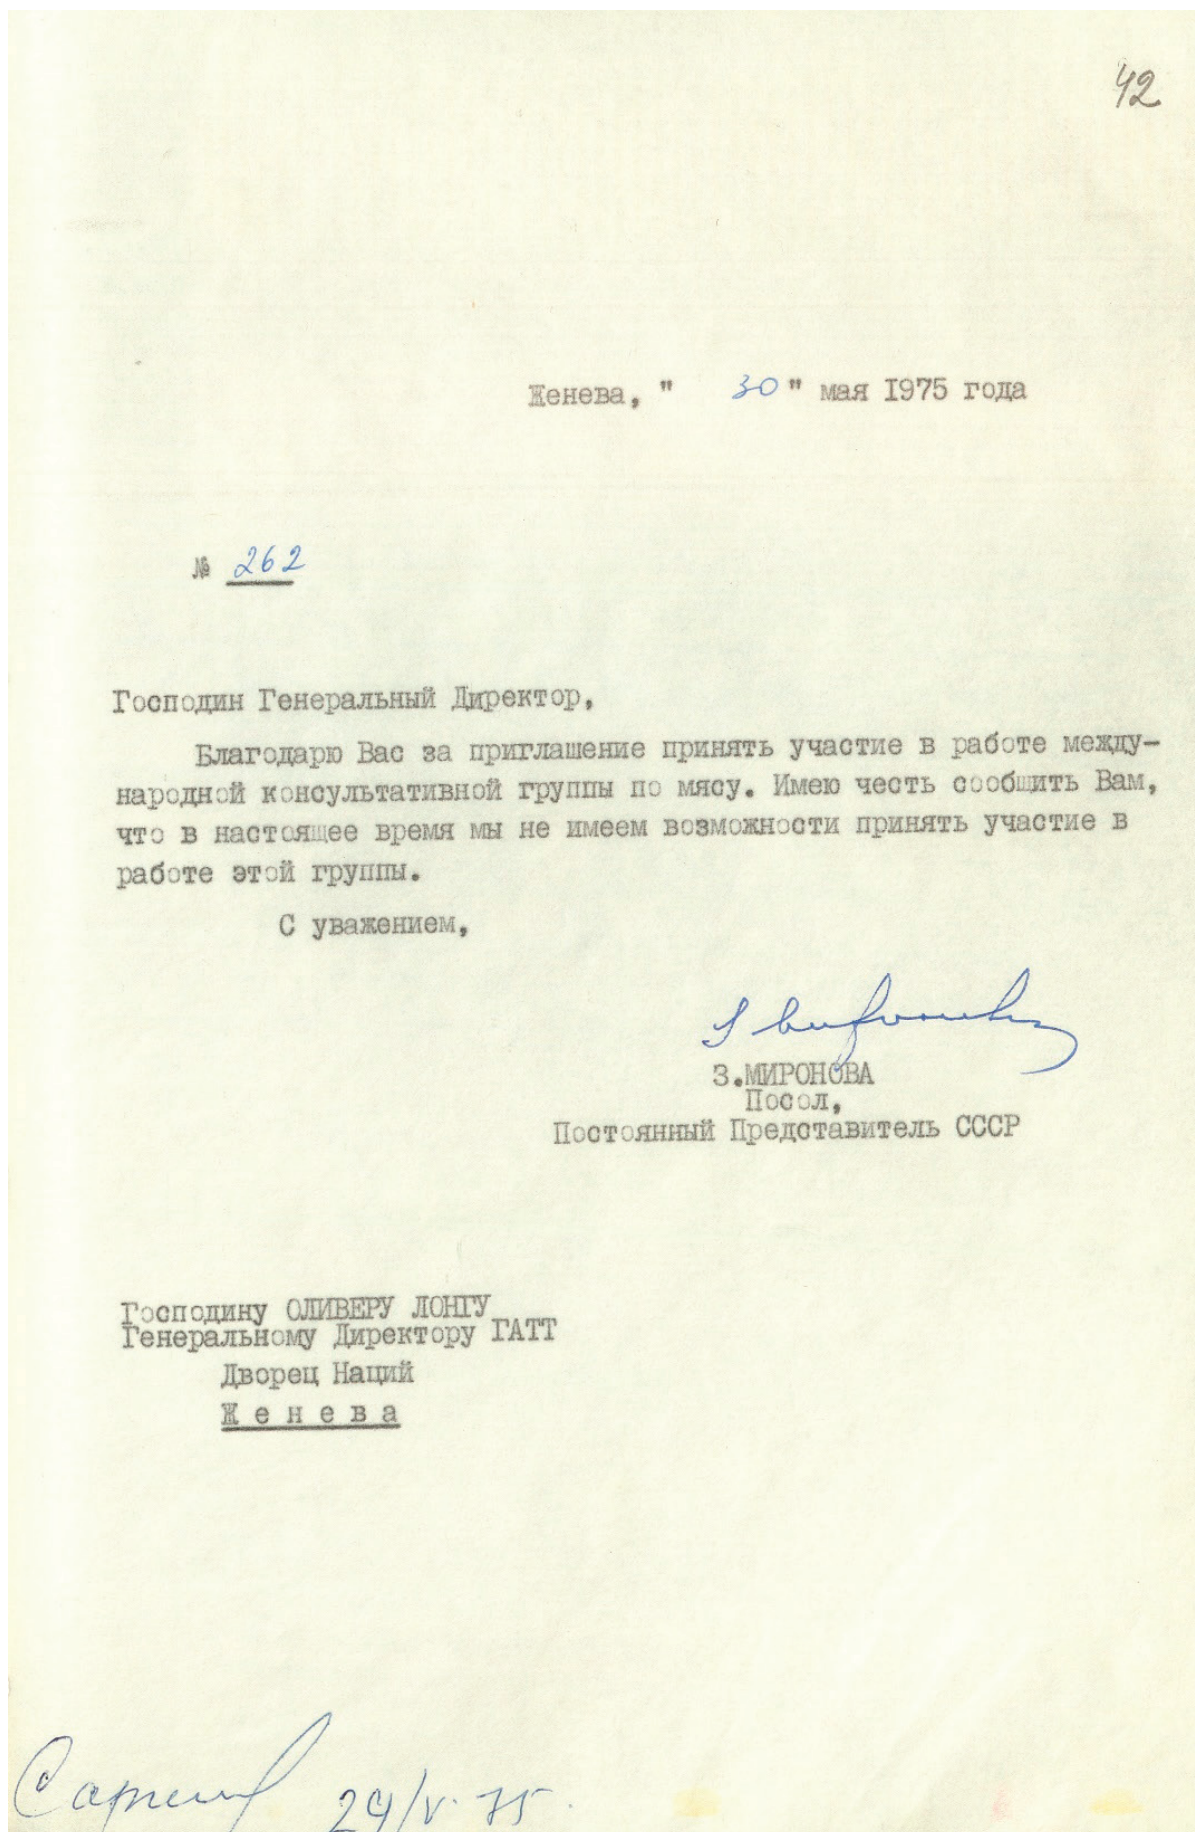 42
Женева, " 30" мая I975 года
№ 262
Господин Генеральный Директор,
Благодарю Вас за приглашение принять участие в работе между-
народной консультативной группы по мясу. Имею честь сообщить Вам,
что в настоящее время мы не имеем возможности принять участие в
работе этой группы.
С уважением,
З.МИРОНОВА
Посол,
Постоянный Представитель СССР
Господину ОЛИВЕРУ ЛОНГУ
Генеральному Директору ГАТТ
Дворец Наций
Женева
29/V-75.